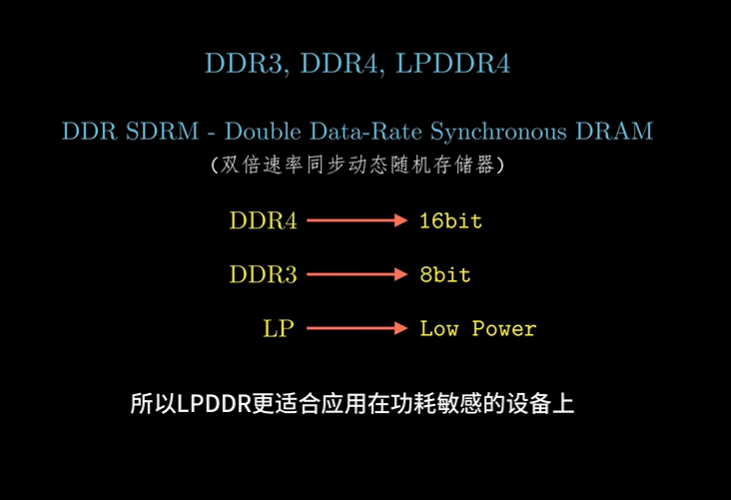 DDR3, DDR4, LPDDR4
DDR SDRM - Double Data-Rate Synchronous DRAM
(双倍速率同步动态随机存储器)
DDR4 16bit
DDR3 8bit
LP Low Power
所以LPDDR更适合应用在功耗敏感的设备上